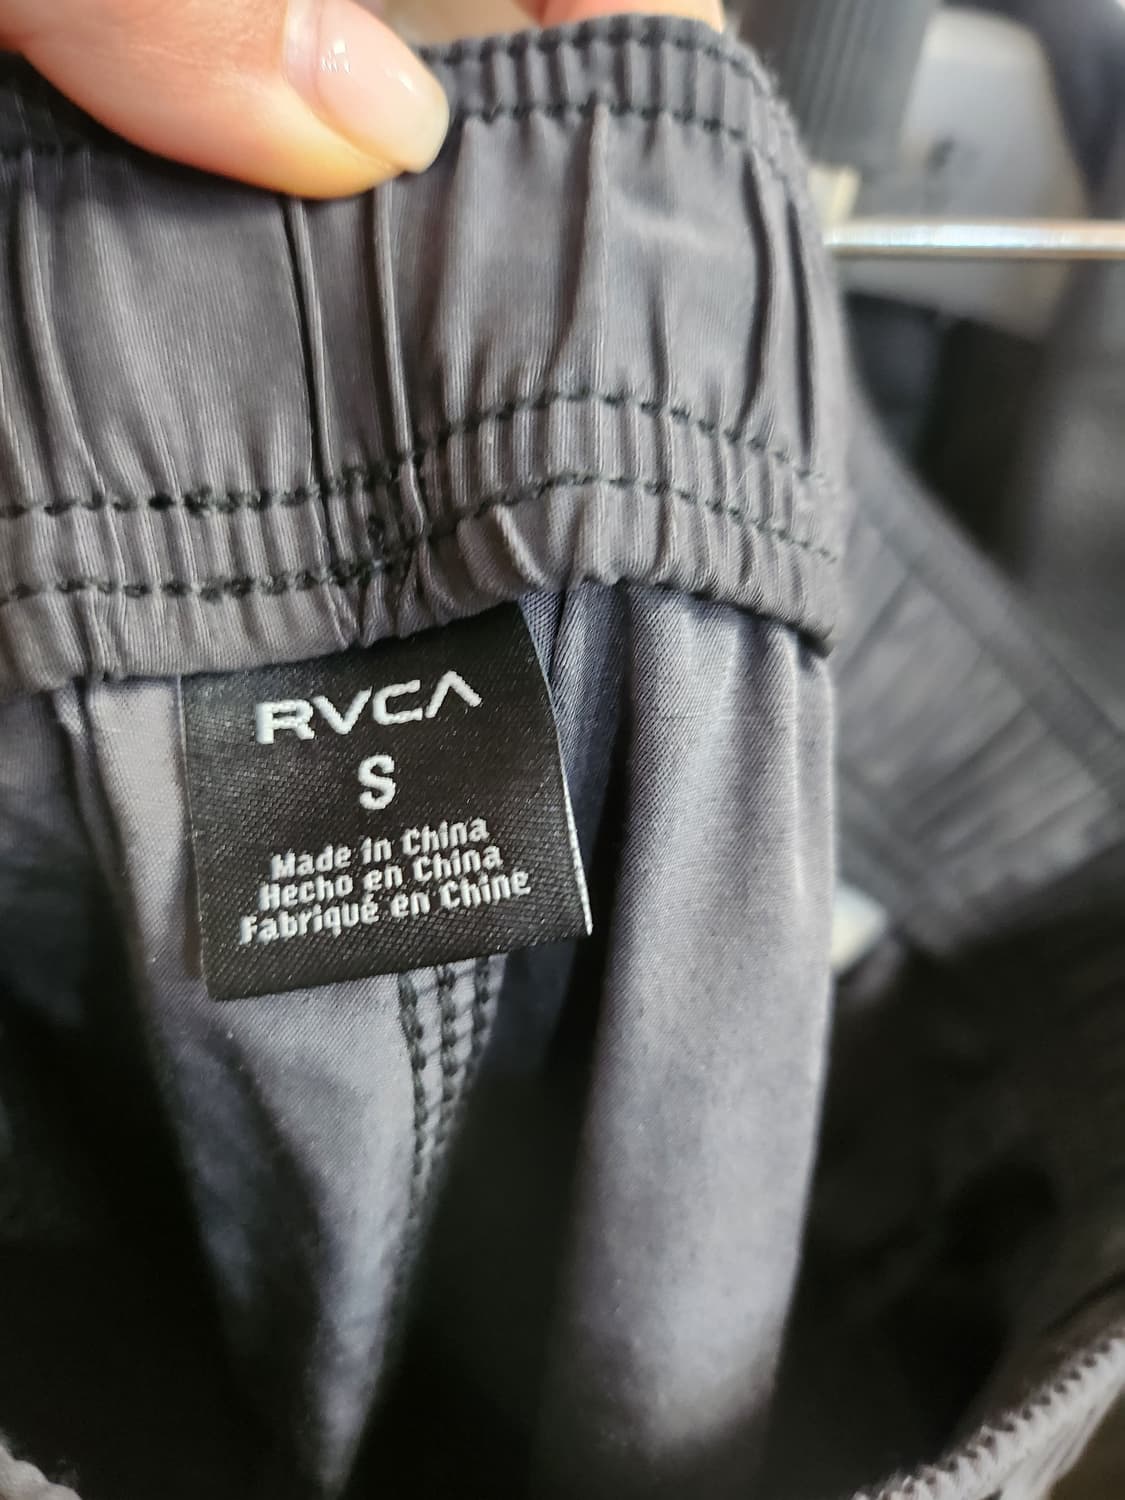 RVCA
S
Made in China
Hecho en China
Fabriqué en Chine